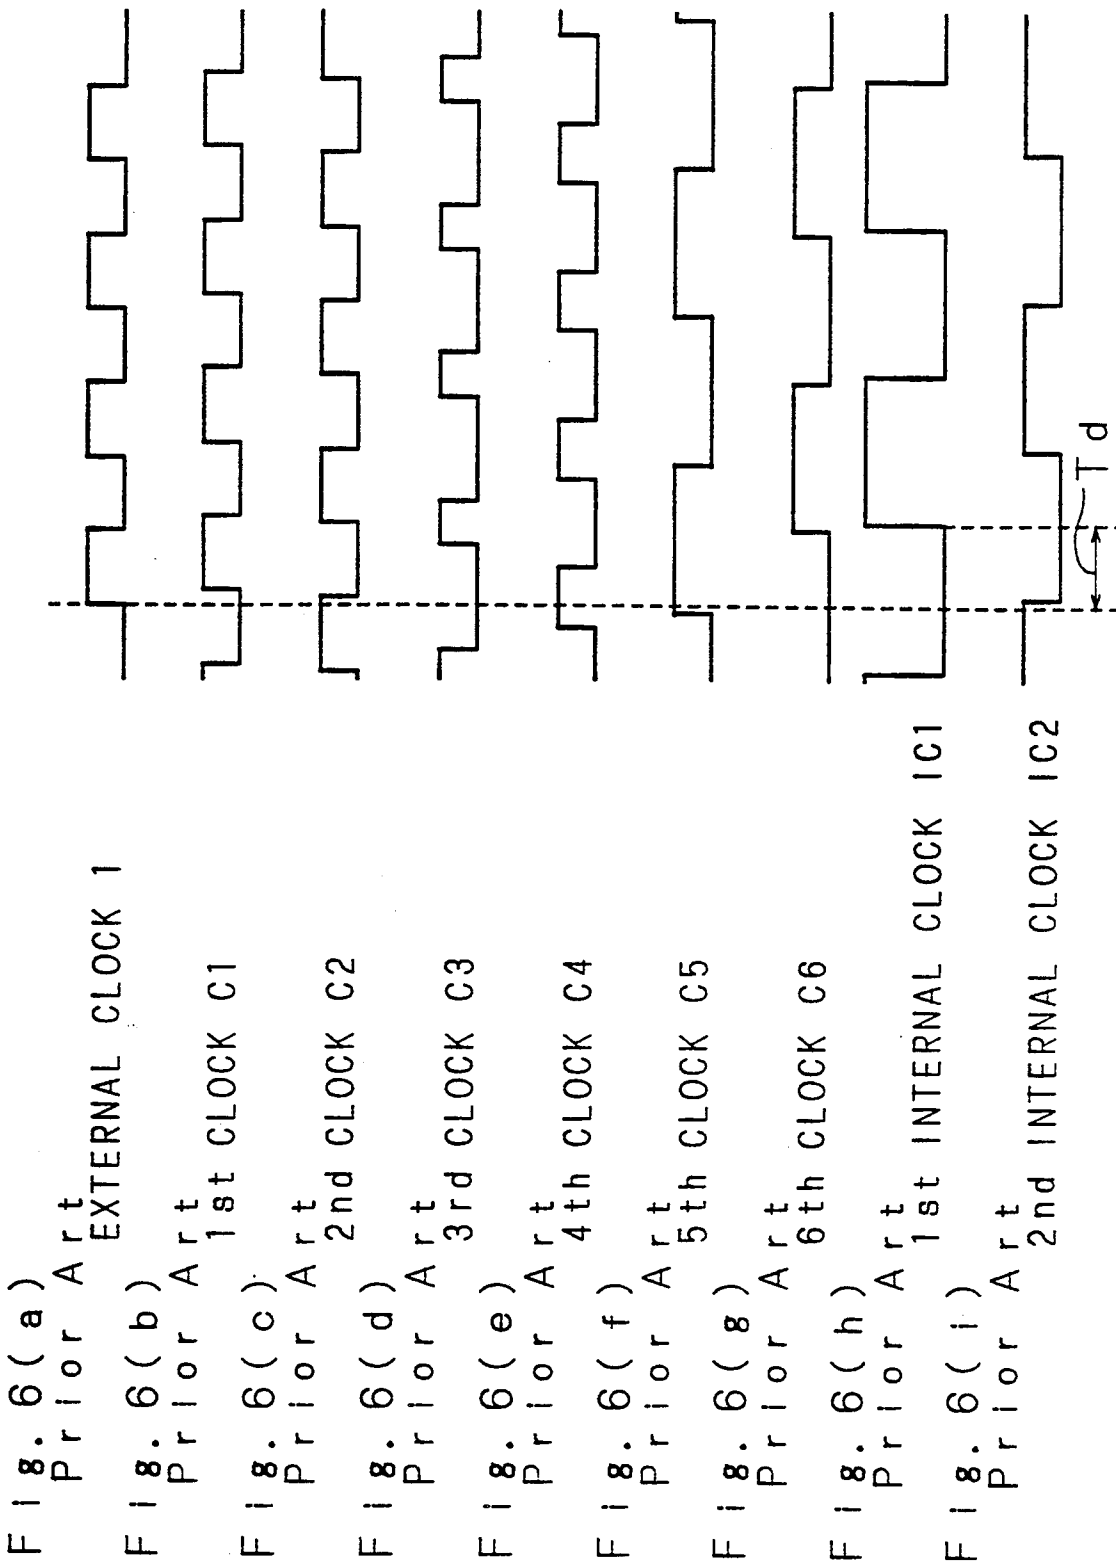 Fig. 6(a)
Prior Art
EXTERNAL CLOCK 1
Fig. 6(b)
Prior Art
1st CLOCK C1
Fig. 6(c)
Prior Art
2nd CLOCK C2
Fig. 6(d)
Prior Art
3rd CLOCK C3
Fig. 6(e)
Prior Art
4th CLOCK C4
Fig. 6(f)
Prior Art
5th CLOCK C5
Fig. 6(g)
Prior Art
6th CLOCK C6
Fig. 6(h)
Prior Art
1st INTERNAL CLOCK IC1
Fig. 6(i)
Prior Art
2nd INTERNAL CLOCK IC2
Td